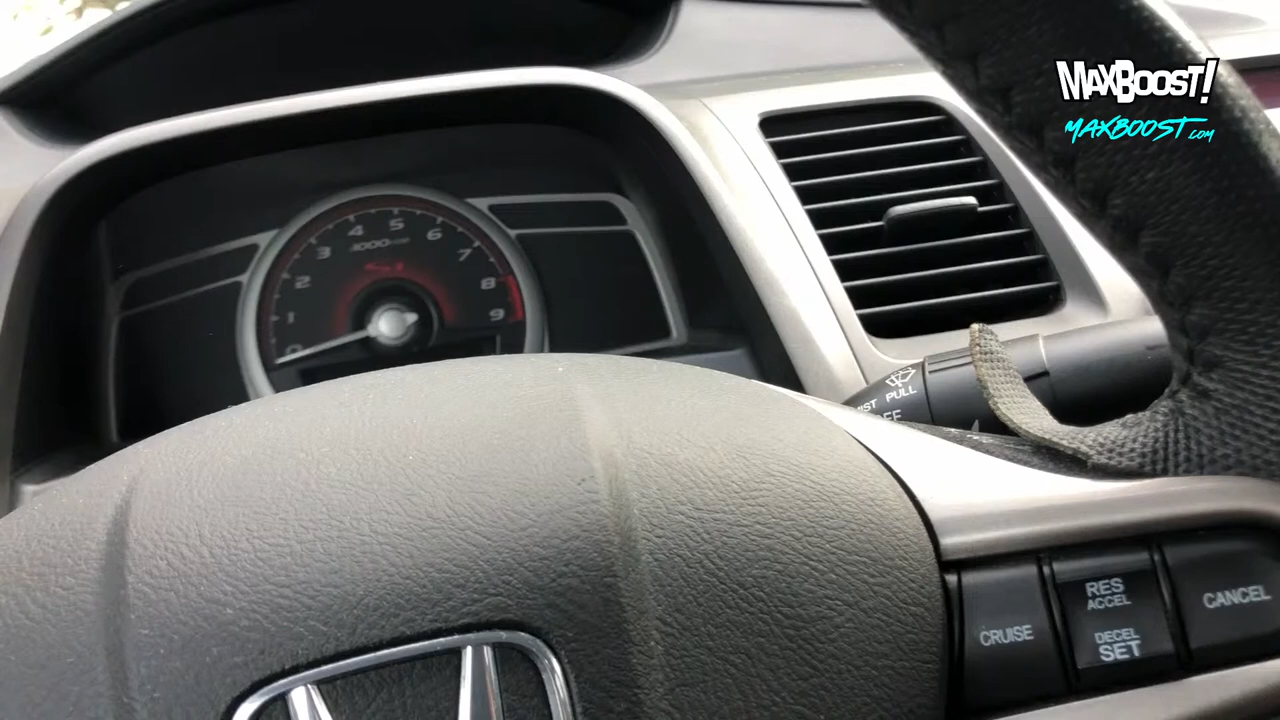 MAXBOOST!
MAXBOOST.COM
0
1
2
3
4
5
6
7
8
9
Si
PULL
CRUISE
RES
ACCEL
DECEL
SET
CANCEL